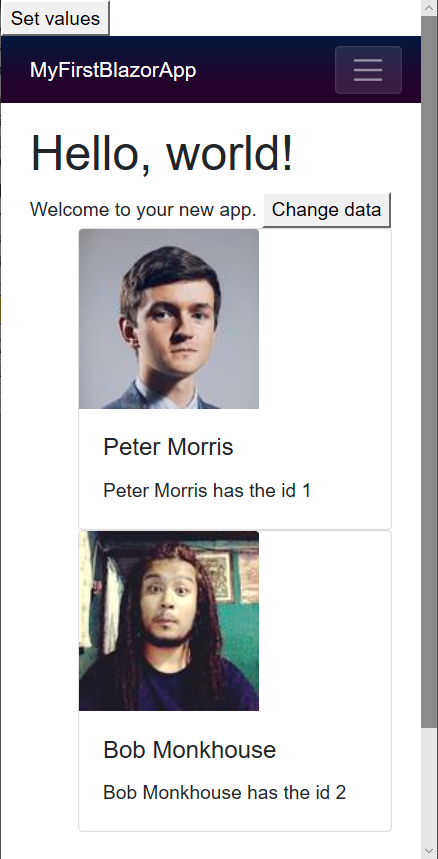 Set values
MyFirstBlazorApp
Hello, world!
Welcome to your new app. Change data
Peter Morris
Peter Morris has the id 1
Bob Monkhouse
Bob Monkhouse has the id 2